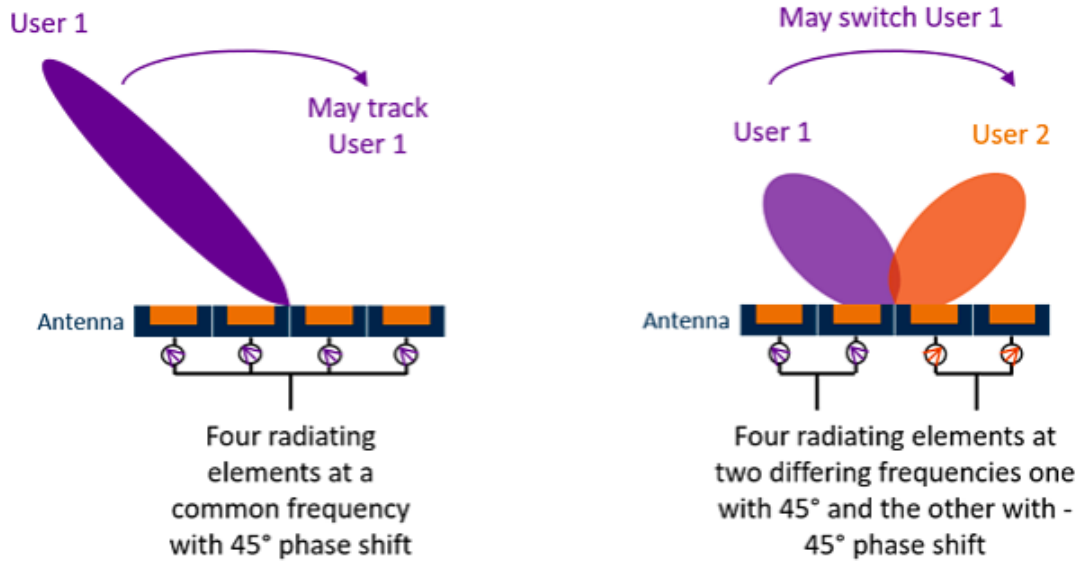 User 1
May track
User 1
Antenna
Four radiating
elements at a
common frequency
with 45° phase shift
May switch User 1
User 1
User 2
Antenna
Four radiating elements at
two differing frequencies one
with 45° and the other with -
45° phase shift